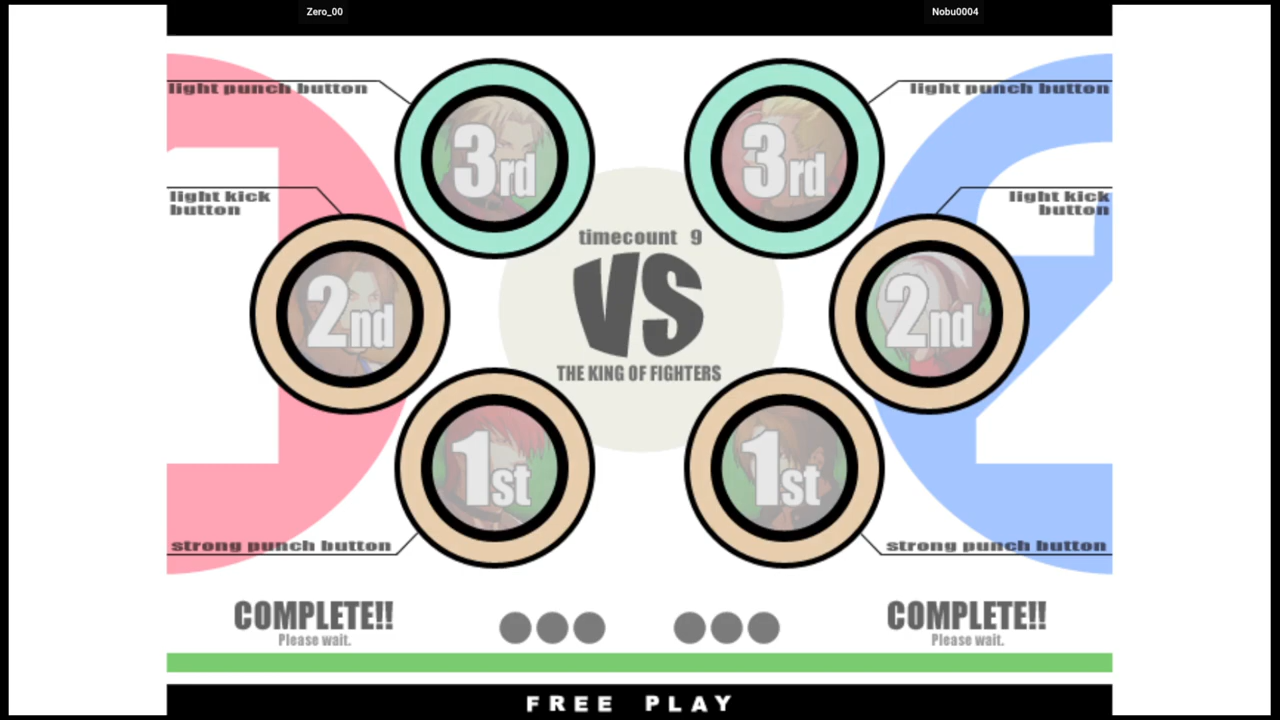 Zero_00
Nobu0004
light punch button
light punch button
3rd
3rd
light kick
button
light kick
button
timecount 9
VS
THE KING OF FIGHTERS
2nd
2nd
1st
1st
strong punch button
strong punch button
COMPLETE!!
Please wait.
COMPLETE!!
Please wait.
FREE PLAY